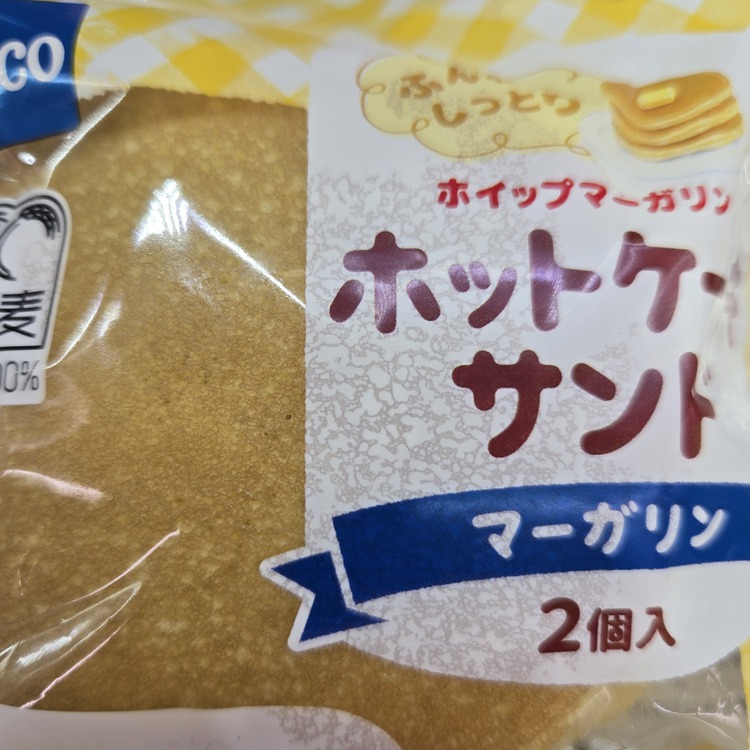 CO
ふん
しっとり
ホイップマーガリン
ホットケー
サンド
麦
00%
マーガリン
2個入